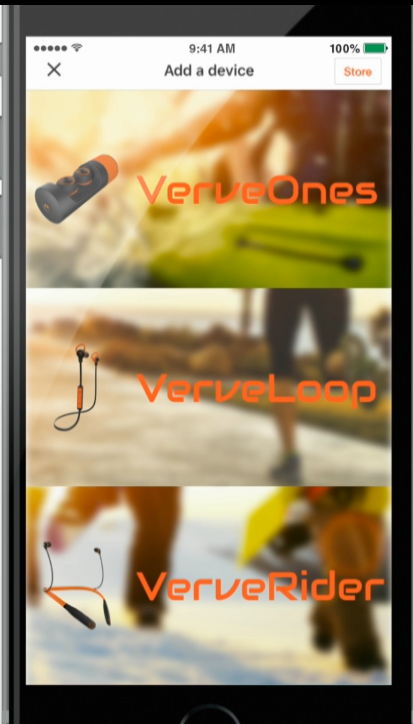 9:41 AM
100%
Add a device
Store
VerveOnes
VerveLoop
VerveRider